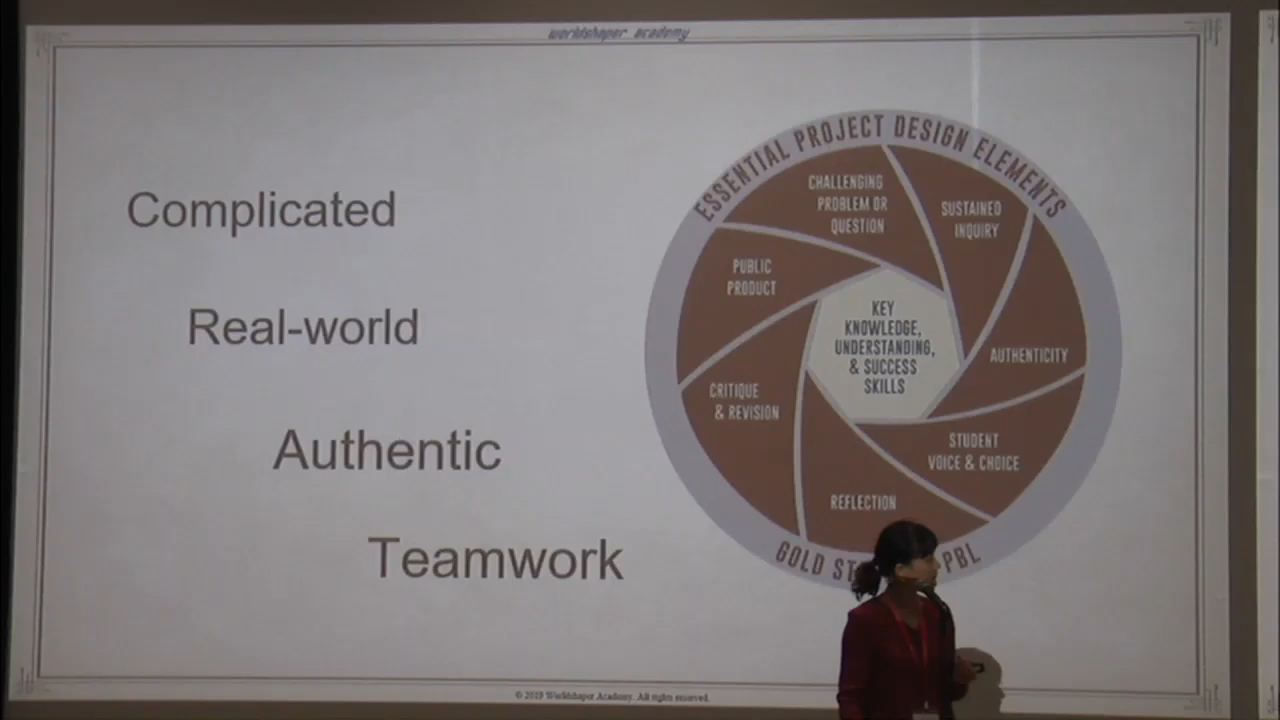 worldshaper academy
Complicated
Real-world
Authentic
Teamwork
ESSENTIAL PROJECT DESIGN ELEMENTS
CHALLENGING
PROBLEM OR
QUESTION
SUSTAINED
INQUIRY
AUTHENTICITY
STUDENT
VOICE & CHOICE
REFLECTION
CRITIQUE
& REVISION
PUBLIC
PRODUCT
KEY
KNOWLEDGE,
UNDERSTANDING,
& SUCCESS
SKILLS
GOLD PBL
© 2019 Worldshaper Academy. All rights reserved.